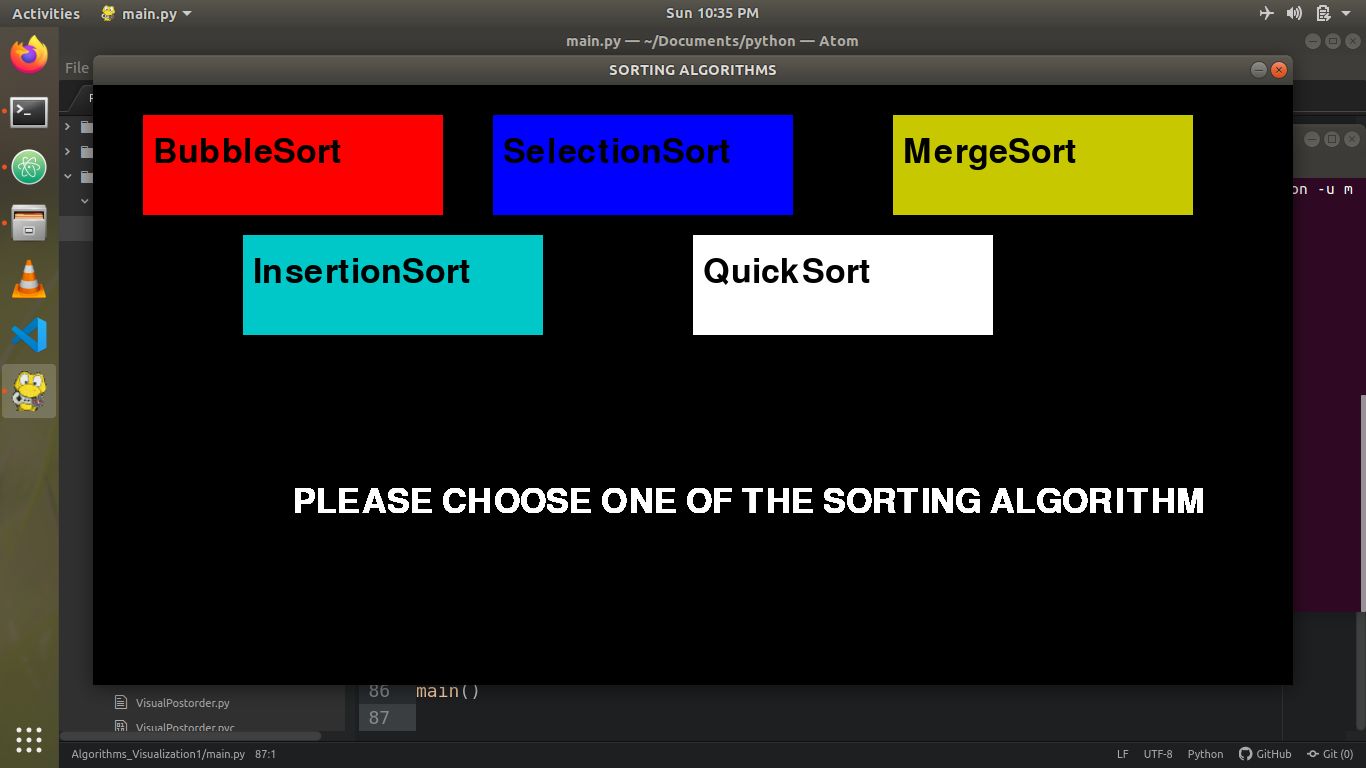 Activities main.py Sun 10:35 PM
main.py — ~/Documents/python — Atom
File
SORTING ALGORITHMS
BubbleSort SelectionSort MergeSort
on -u m
InsertionSort QuickSort
PLEASE CHOOSE ONE OF THE SORTING ALGORITHM
86 main()
VisualPostorder.py
87
VisualPostorder.pyc
Algorithms_Visualization1/main.py 87:1 LF UTF-8 Python GitHub Git (0)